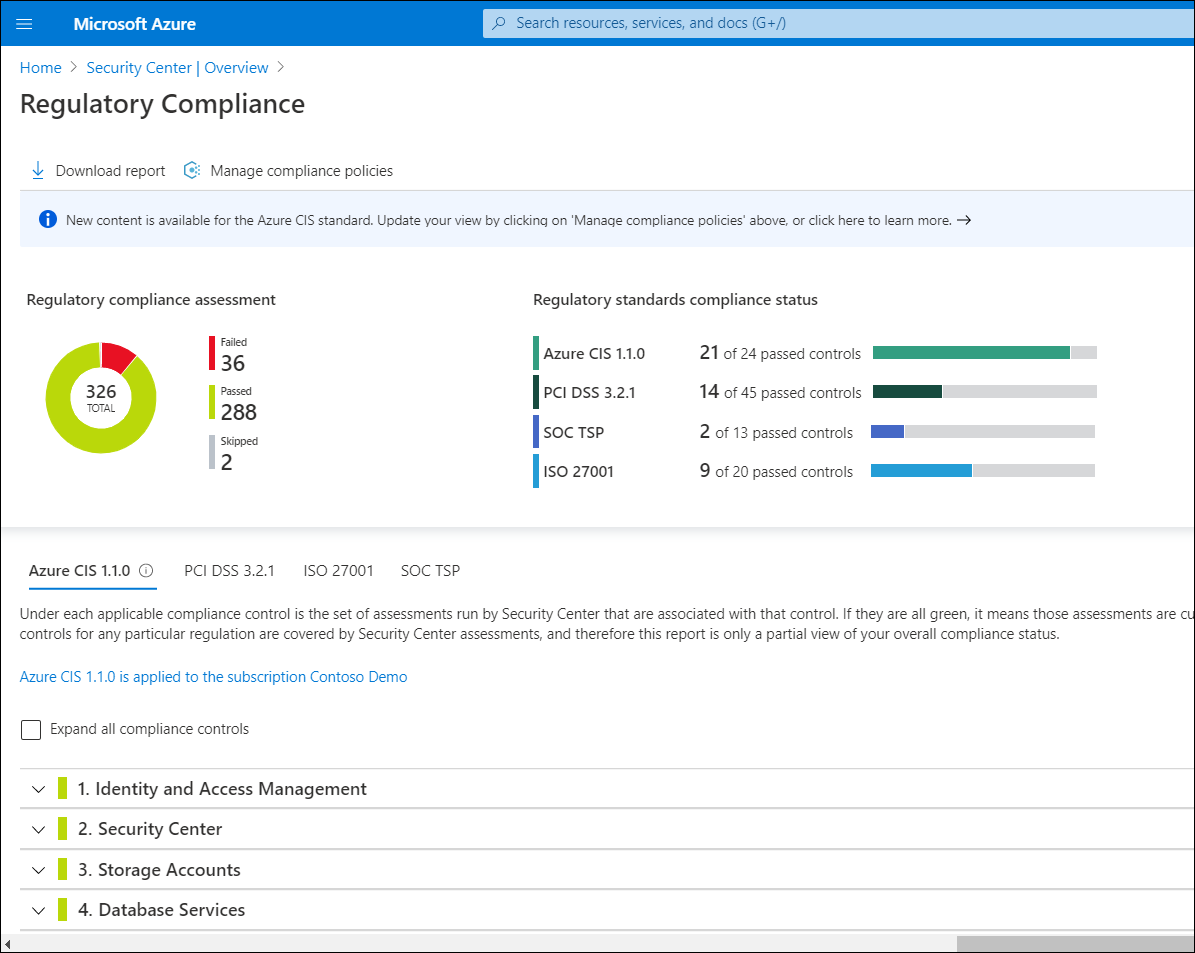 Microsoft Azure
Search resources, services, and docs (G+/)
Home > Security Center | Overview >
Regulatory Compliance
Download report
Manage compliance policies
New content is available for the Azure CIS standard. Update your view by clicking on 'Manage compliance policies' above, or click here to learn more. →
Regulatory compliance assessment
326
TOTAL
Failed
36
Passed
288
Skipped
2
Regulatory standards compliance status
Azure CIS 1.1.0 21 of 24 passed controls
PCI DSS 3.2.1 14 of 45 passed controls
SOC TSP 2 of 13 passed controls
ISO 27001 9 of 20 passed controls
Azure CIS 1.1.0 PCI DSS 3.2.1 ISO 27001 SOC TSP
Under each applicable compliance control is the set of assessments run by Security Center that are associated with that control. If they are all green, it means those assessments are cu
controls for any particular regulation are covered by Security Center assessments, and therefore this report is only a partial view of your overall compliance status.
Azure CIS 1.1.0 is applied to the subscription Contoso Demo
Expand all compliance controls
1. Identity and Access Management
2. Security Center
3. Storage Accounts
4. Database Services